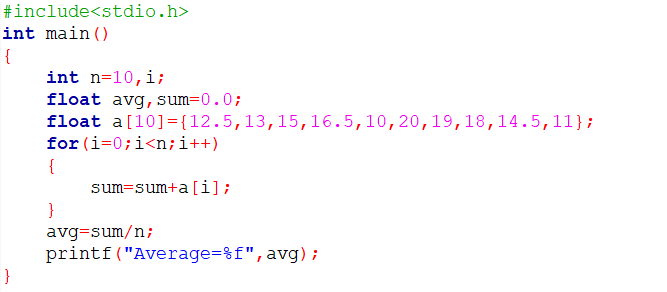 #include<stdio.h>
int main()
{
    int n=10,i;
    float avg,sum=0.0;
    float a[10]={12.5,13,15,16.5,10,20,19,18,14.5,11};
    for(i=0;i<n;i++)
    {
        sum=sum+a[i];
    }
    avg=sum/n;
    printf("Average=%f",avg);
}